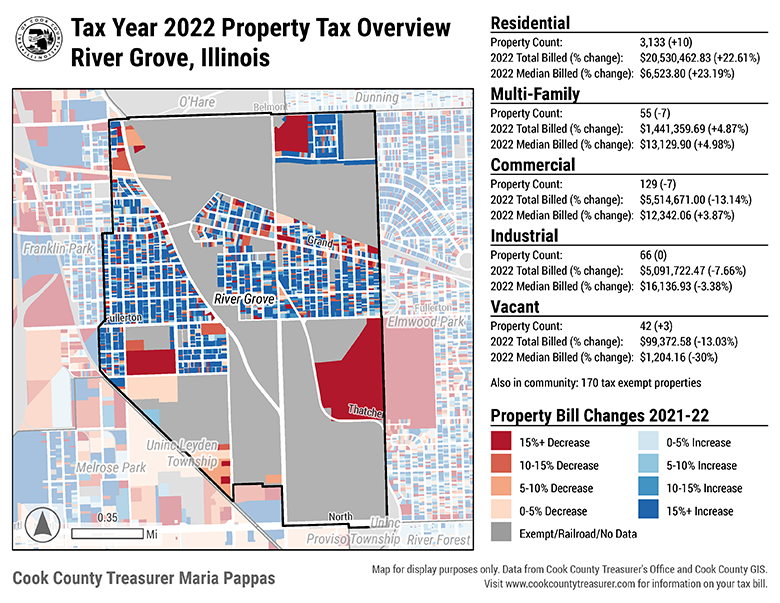 Tax Year 2022 Property Tax Overview
River Grove, Illinois
O'Hare
Dunning
Belmont
Franklin Park
Grand
River Grove
Fullerton
Fullerton
Elmwood Park
Thatche
Uninc Leyden
Township
Melrose Park
North
Uninc
Proviso Township
River Forest
0.35
Mi
Residential
Property Count: 3,133 (+10)
2022 Total Billed (% change): $20,530,462.83 (+22.61%)
2022 Median Billed (% change): $6,523.80 (+23.19%)
Multi-Family
Property Count: 55 (-7)
2022 Total Billed (% change): $1,441,359.69 (+4.87%)
2022 Median Billed (% change): $13,129.90 (+4.98%)
Commercial
Property Count: 129 (-7)
2022 Total Billed (% change): $5,514,671.00 (-13.14%)
2022 Median Billed (% change): $12,342.06 (+3.87%)
Industrial
Property Count: 66 (0)
2022 Total Billed (% change): $5,091,722.47 (-7.66%)
2022 Median Billed (% change): $16,136.93 (-3.38%)
Vacant
Property Count: 42 (+3)
2022 Total Billed (% change): $99,372.58 (-13.03%)
2022 Median Billed (% change): $1,204.16 (-30%)
Also in community: 170 tax exempt properties
Property Bill Changes 2021-22
15%+ Decrease
10-15% Decrease
5-10% Decrease
0-5% Decrease
0-5% Increase
5-10% Increase
10-15% Increase
15%+ Increase
Exempt/Railroad/No Data
Cook County Treasurer Maria Pappas
Map for display purposes only. Data from Cook County Treasurer's Office and Cook County GIS.
Visit www.cookcountytreasurer.com for information on your tax bill.